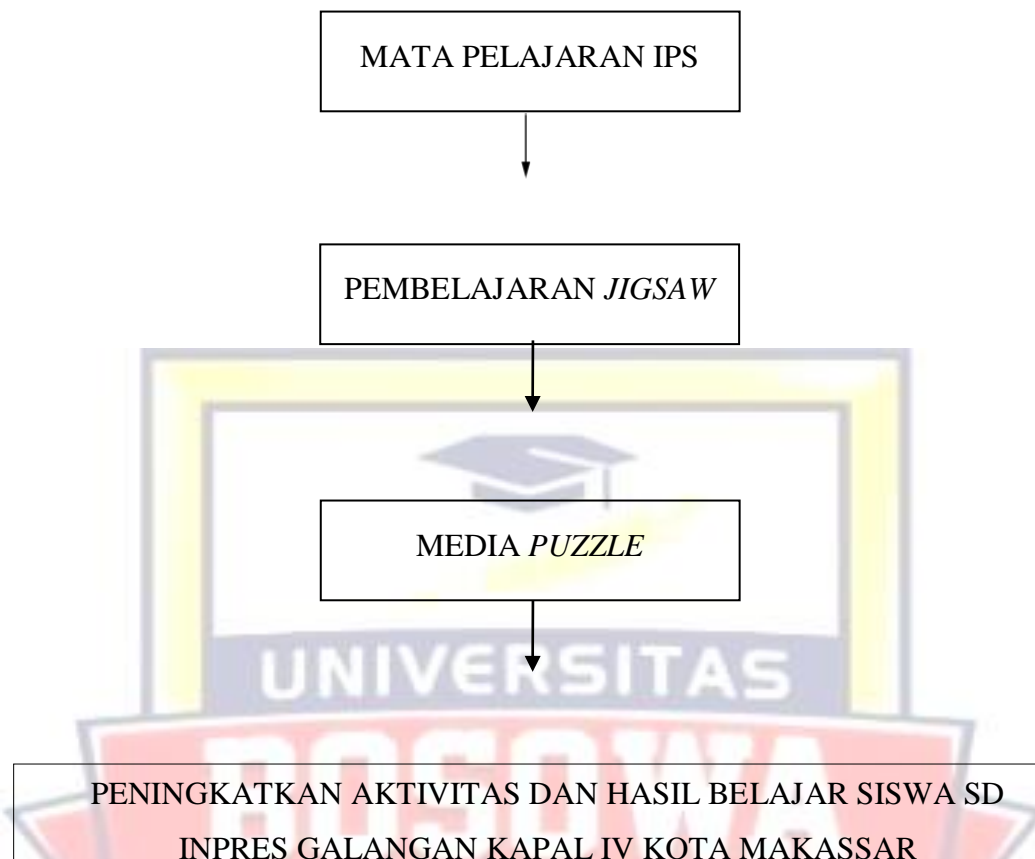 MATA PELAJARAN IPS
PEMBELAJARAN JIGSAW
MEDIA PUZZLE
UNIVERSITAS
BOSOWA
PENINGKATKAN AKTIVITAS DAN HASIL BELAJAR SISWA SD
INPRES GALANGAN KAPAL IV KOTA MAKASSAR